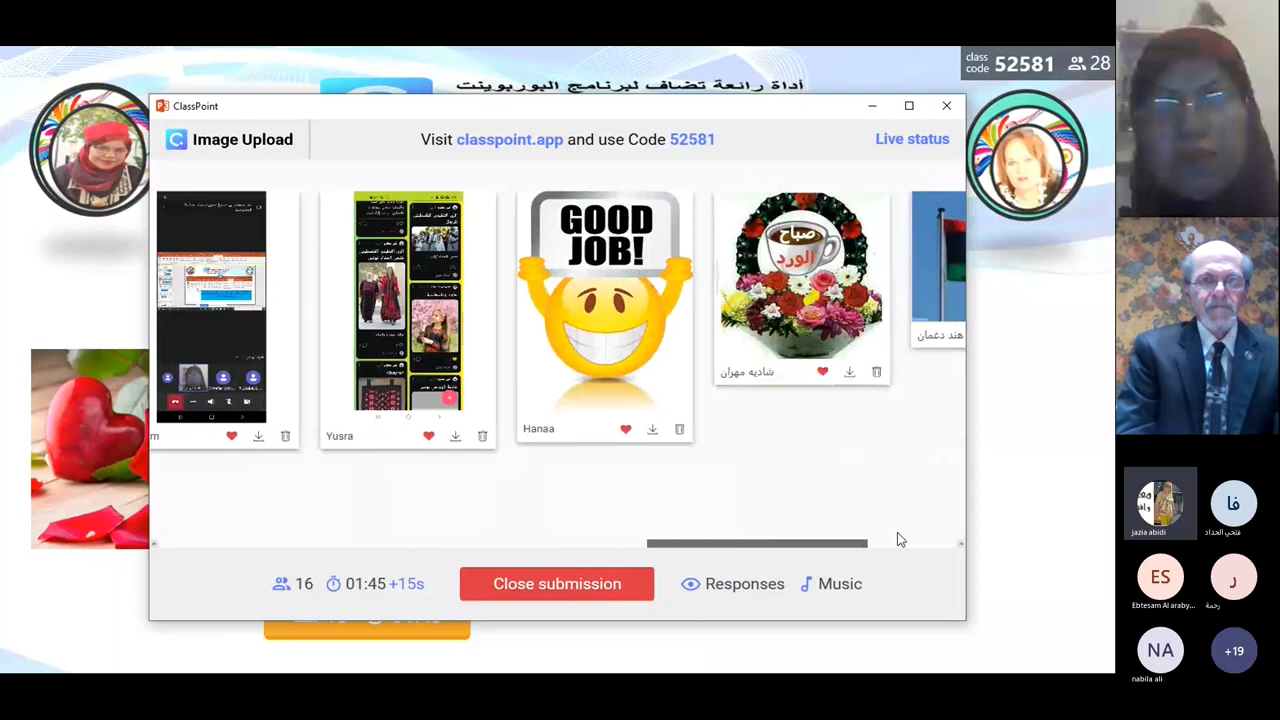 class code 52581 28
أداة رائعة تضاف لبرنامج البوربوينت
ClassPoint
Image Upload
Visit classpoint.app and use Code 52581
Live status
GOOD
JOB!
صباح
الورد
m
Yusra
Hanaa
شاديه مهران
هند دغمان
16 01:45 +15s
Close submission
Responses
Music
jazia abidi
فا
فتحي الحداد
ES
Ebtesam Al araby...
ر
رحمة
NA
nabila ali
+19